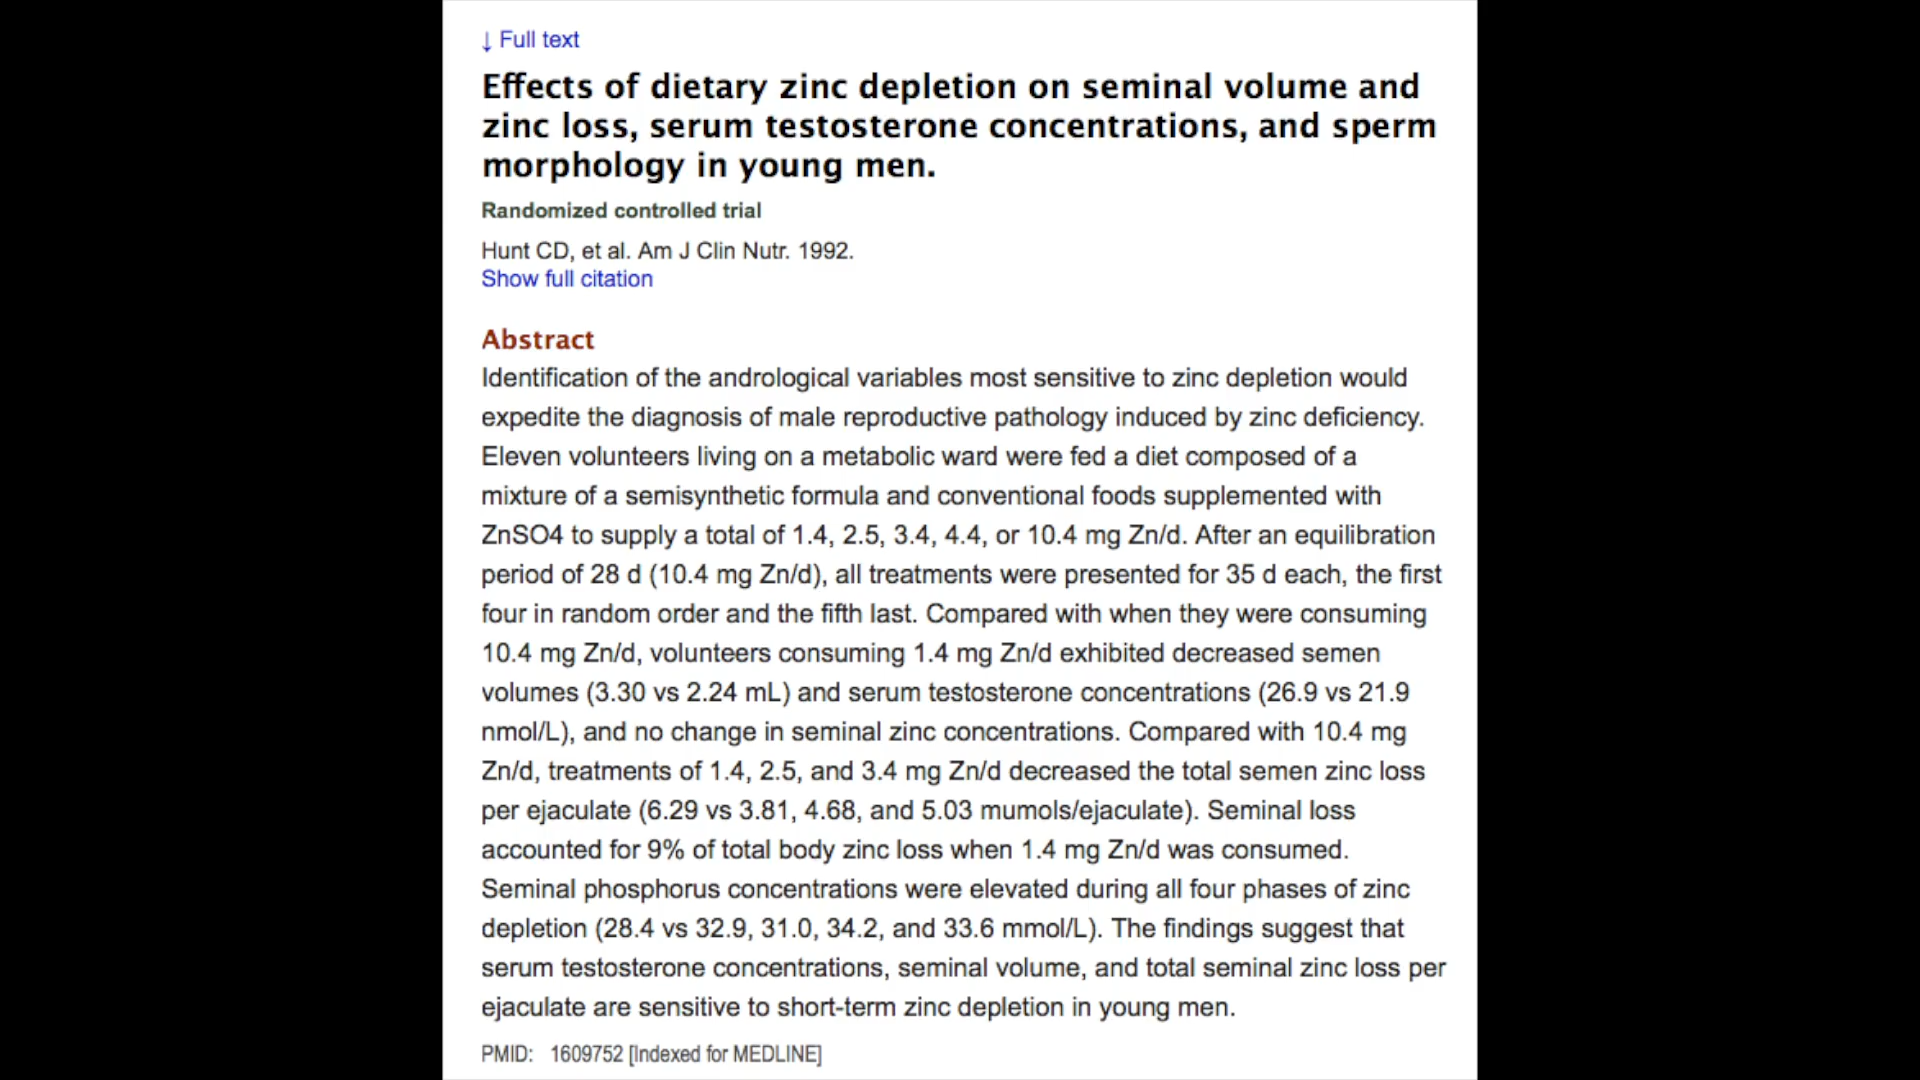 ↓ Full text
Effects of dietary zinc depletion on seminal volume and
zinc loss, serum testosterone concentrations, and sperm
morphology in young men.
Randomized controlled trial
Hunt CD, et al. Am J Clin Nutr. 1992.
Show full citation
Abstract
Identification of the andrological variables most sensitive to zinc depletion would
expedite the diagnosis of male reproductive pathology induced by zinc deficiency.
Eleven volunteers living on a metabolic ward were fed a diet composed of a
mixture of a semisynthetic formula and conventional foods supplemented with
ZnSO4 to supply a total of 1.4, 2.5, 3.4, 4.4, or 10.4 mg Zn/d. After an equilibration
period of 28 d (10.4 mg Zn/d), all treatments were presented for 35 d each, the first
four in random order and the fifth last. Compared with when they were consuming
10.4 mg Zn/d, volunteers consuming 1.4 mg Zn/d exhibited decreased semen
volumes (3.30 vs 2.24 mL) and serum testosterone concentrations (26.9 vs 21.9
nmol/L), and no change in seminal zinc concentrations. Compared with 10.4 mg
Zn/d, treatments of 1.4, 2.5, and 3.4 mg Zn/d decreased the total semen zinc loss
per ejaculate (6.29 vs 3.81, 4.68, and 5.03 mumols/ejaculate). Seminal loss
accounted for 9% of total body zinc loss when 1.4 mg Zn/d was consumed.
Seminal phosphorus concentrations were elevated during all four phases of zinc
depletion (28.4 vs 32.9, 31.0, 34.2, and 33.6 mmol/L). The findings suggest that
serum testosterone concentrations, seminal volume, and total seminal zinc loss per
ejaculate are sensitive to short-term zinc depletion in young men.
PMID: 1609752 [Indexed for MEDLINE]